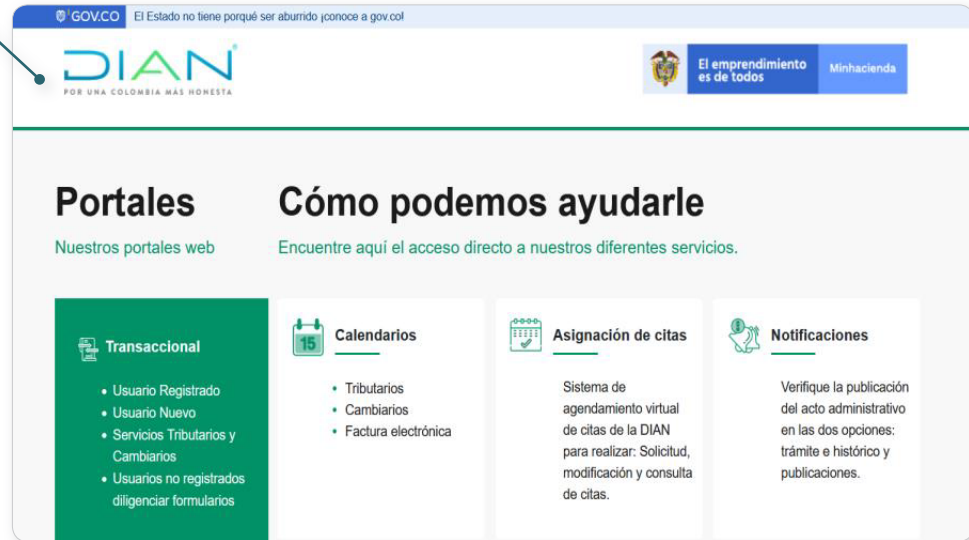 GOV.CO El Estado no tiene porqué ser aburrido ¡conoce a gov.co!
DIAN
POR UNA COLOMBIA MÁS HONESTA
El emprendimiento
es de todos
Minhacienda
Portales
Nuestros portales web
Cómo podemos ayudarle
Encuentre aquí el acceso directo a nuestros diferentes servicios.
Transaccional
• Usuario Registrado
• Usuario Nuevo
• Servicios Tributarios y
Cambiarios
• Usuarios no registrados
diligenciar formularios
15
Calendarios
• Tributarios
• Cambiarios
• Factura electrónica
Asignación de citas
Sistema de
agendamiento virtual
de citas de la DIAN
para realizar: Solicitud,
modificación y consulta
de citas.
Notificaciones
Verifique la publicación
del acto administrativo
en las dos opciones:
trámite e histórico y
publicaciones.